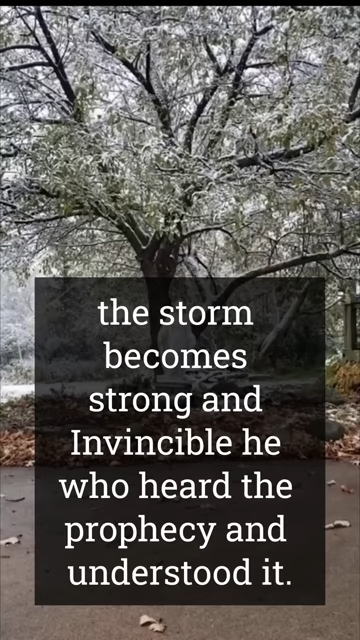 the storm
becomes
strong and
Invincible he
who heard the
prophecy and
understood it.